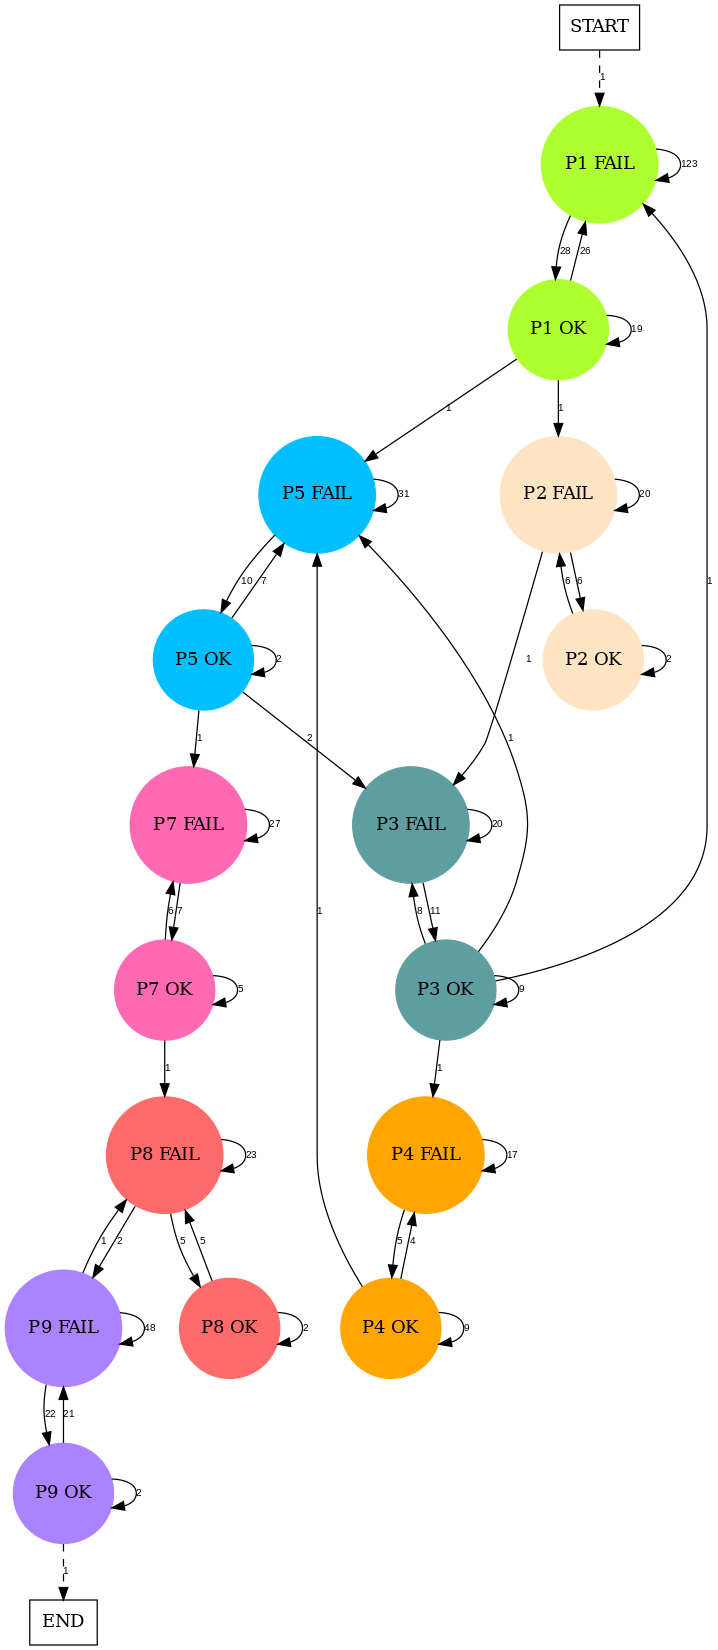 START
1
P1 FAIL
123
28
26
P1 OK
19
1
1
P5 FAIL
31
P2 FAIL
20
10
7
6
6
1
P5 OK
2
P2 OK
2
1
1
2
1
P7 FAIL
27
P3 FAIL
20
6
7
1
8
11
P7 OK
5
P3 OK
9
1
1
P8 FAIL
23
P4 FAIL
17
1
2
5
5
5
4
P9 FAIL
48
P8 OK
2
P4 OK
9
22
21
P9 OK
2
1
END